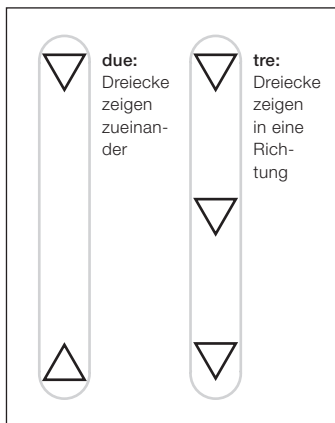 due:
Dreiecke
zeigen
zueinan-
der
tre:
Dreiecke
zeigen
in eine
Rich-
tung